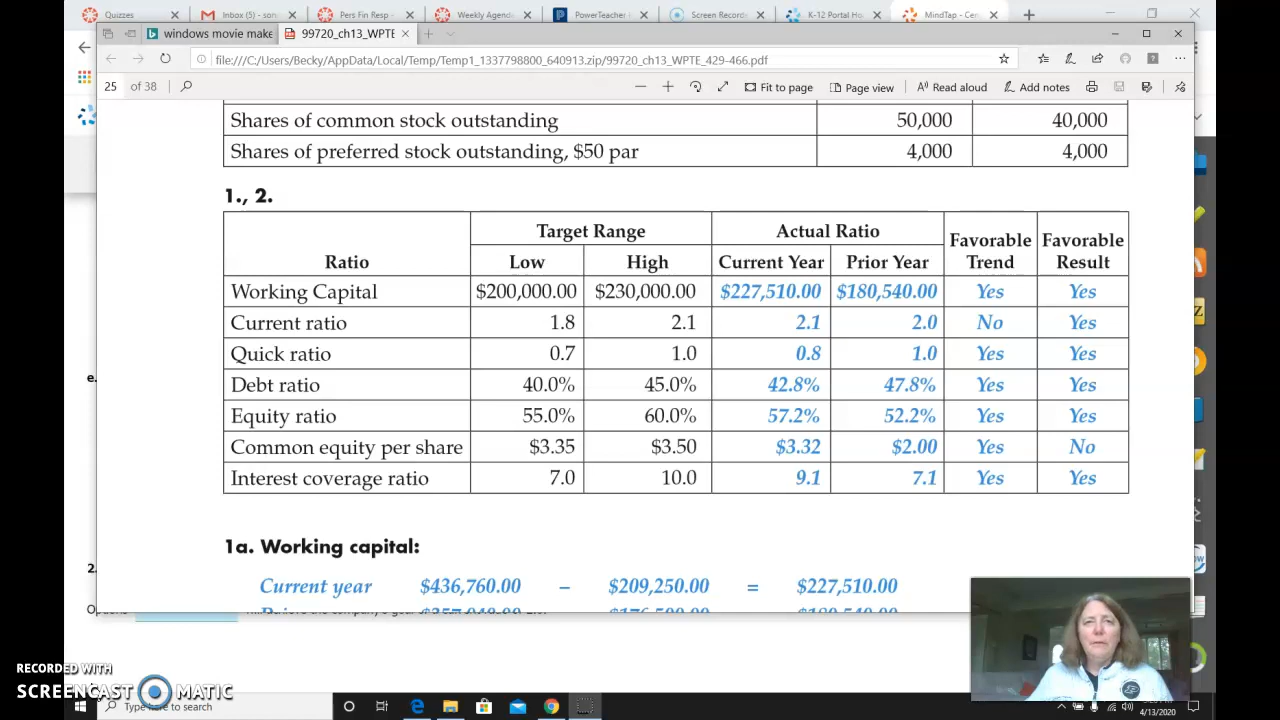 Quizzes
Inbox (5) - son
Pers Fin Resp -
Weekly Agend
PowerTeacher
Screen Record
K-12 Portal Ho
MindTap - Cen
windows movie make
99720_ch13_WPTE
file:///C:/Users/Becky/AppData/Local/Temp/Temp1_1337798800_640913.zip/99720_ch13_WPTE_429-466.pdf
25 of 38
Fit to page
Page view
Read aloud
Add notes
Shares of common stock outstanding 50,000 40,000
Shares of preferred stock outstanding, $50 par 4,000 4,000
1., 2.
Target Range Actual Ratio Favorable Trend Favorable Result
Ratio Low High Current Year Prior Year
Working Capital $200,000.00 $230,000.00 $227,510.00 $180,540.00 Yes Yes
Current ratio 1.8 2.1 2.1 2.0 No Yes
Quick ratio 0.7 1.0 0.8 1.0 Yes Yes
Debt ratio 40.0% 45.0% 42.8% 47.8% Yes Yes
Equity ratio 55.0% 60.0% 57.2% 52.2% Yes Yes
Common equity per share $3.35 $3.50 $3.32 $2.00 Yes No
Interest coverage ratio 7.0 10.0 9.1 7.1 Yes Yes
e.
1a. Working capital:
2.
Current year $436,760.00 – $209,250.00 = $227,510.00
RECORDED WITH
SCREENCAST MATIC
Type here to search
4/13/2020